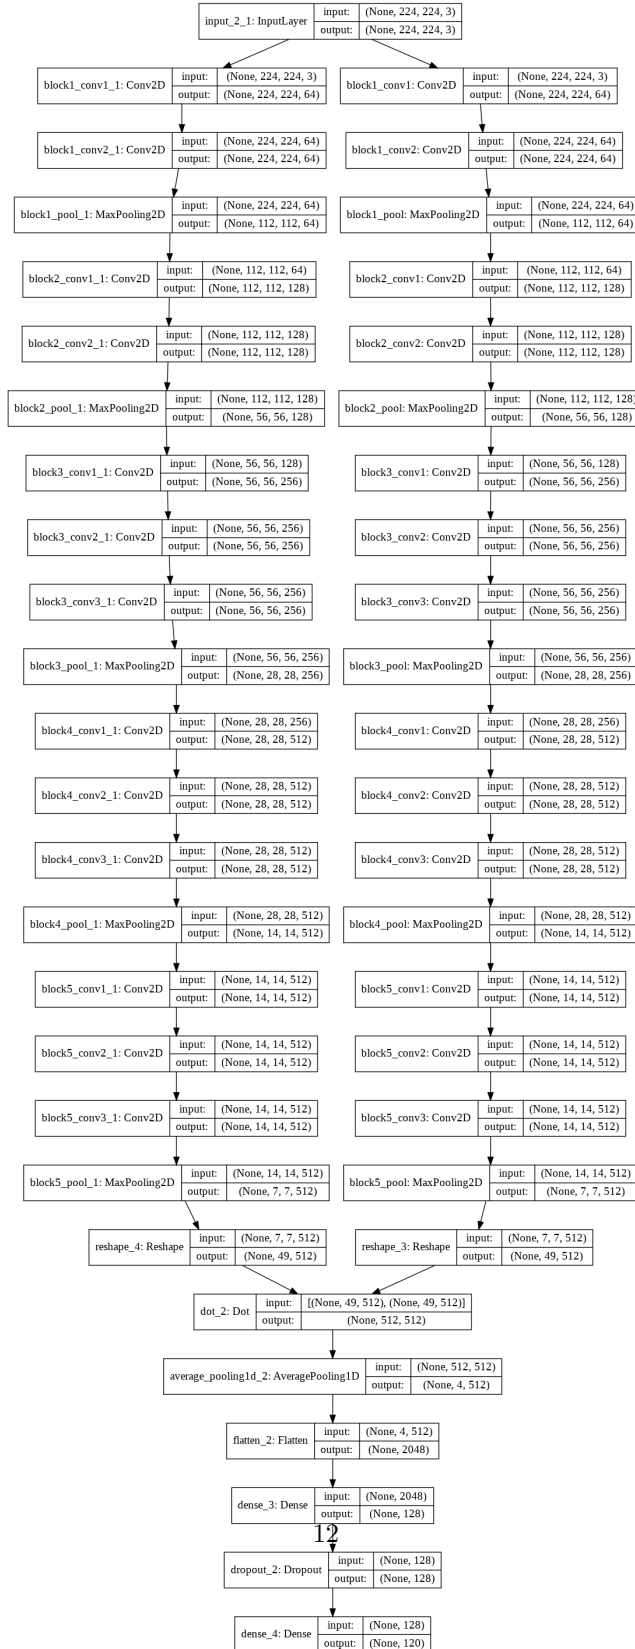 input_2_1: InputLayer input: (None, 224, 224, 3)
output: (None, 224, 224, 3)
block1_conv1_1: Conv2D input: (None, 224, 224, 3)
output: (None, 224, 224, 64)
block1_conv1: Conv2D input: (None, 224, 224, 3)
output: (None, 224, 224, 64)
block1_conv2_1: Conv2D input: (None, 224, 224, 64)
output: (None, 224, 224, 64)
block1_conv2: Conv2D input: (None, 224, 224, 64)
output: (None, 224, 224, 64)
block1_pool_1: MaxPooling2D input: (None, 224, 224, 64)
output: (None, 112, 112, 64)
block1_pool: MaxPooling2D input: (None, 224, 224, 64)
output: (None, 112, 112, 64)
block2_conv1_1: Conv2D input: (None, 112, 112, 64)
output: (None, 112, 112, 128)
block2_conv1: Conv2D input: (None, 112, 112, 64)
output: (None, 112, 112, 128)
block2_conv2_1: Conv2D input: (None, 112, 112, 128)
output: (None, 112, 112, 128)
block2_conv2: Conv2D input: (None, 112, 112, 128)
output: (None, 112, 112, 128)
block2_pool_1: MaxPooling2D input: (None, 112, 112, 128)
output: (None, 56, 56, 128)
block2_pool: MaxPooling2D input: (None, 112, 112, 128)
output: (None, 56, 56, 128)
block3_conv1_1: Conv2D input: (None, 56, 56, 128)
output: (None, 56, 56, 256)
block3_conv1: Conv2D input: (None, 56, 56, 128)
output: (None, 56, 56, 256)
block3_conv2_1: Conv2D input: (None, 56, 56, 256)
output: (None, 56, 56, 256)
block3_conv2: Conv2D input: (None, 56, 56, 256)
output: (None, 56, 56, 256)
block3_conv3_1: Conv2D input: (None, 56, 56, 256)
output: (None, 56, 56, 256)
block3_conv3: Conv2D input: (None, 56, 56, 256)
output: (None, 56, 56, 256)
block3_pool_1: MaxPooling2D input: (None, 56, 56, 256)
output: (None, 28, 28, 256)
block3_pool: MaxPooling2D input: (None, 56, 56, 256)
output: (None, 28, 28, 256)
block4_conv1_1: Conv2D input: (None, 28, 28, 256)
output: (None, 28, 28, 512)
block4_conv1: Conv2D input: (None, 28, 28, 256)
output: (None, 28, 28, 512)
block4_conv2_1: Conv2D input: (None, 28, 28, 512)
output: (None, 28, 28, 512)
block4_conv2: Conv2D input: (None, 28, 28, 512)
output: (None, 28, 28, 512)
block4_conv3_1: Conv2D input: (None, 28, 28, 512)
output: (None, 28, 28, 512)
block4_conv3: Conv2D input: (None, 28, 28, 512)
output: (None, 28, 28, 512)
block4_pool_1: MaxPooling2D input: (None, 28, 28, 512)
output: (None, 14, 14, 512)
block4_pool: MaxPooling2D input: (None, 28, 28, 512)
output: (None, 14, 14, 512)
block5_conv1_1: Conv2D input: (None, 14, 14, 512)
output: (None, 14, 14, 512)
block5_conv1: Conv2D input: (None, 14, 14, 512)
output: (None, 14, 14, 512)
block5_conv2_1: Conv2D input: (None, 14, 14, 512)
output: (None, 14, 14, 512)
block5_conv2: Conv2D input: (None, 14, 14, 512)
output: (None, 14, 14, 512)
block5_conv3_1: Conv2D input: (None, 14, 14, 512)
output: (None, 14, 14, 512)
block5_conv3: Conv2D input: (None, 14, 14, 512)
output: (None, 14, 14, 512)
block5_pool_1: MaxPooling2D input: (None, 14, 14, 512)
output: (None, 7, 7, 512)
block5_pool: MaxPooling2D input: (None, 14, 14, 512)
output: (None, 7, 7, 512)
reshape_4: Reshape input: (None, 7, 7, 512)
output: (None, 49, 512)
reshape_3: Reshape input: (None, 7, 7, 512)
output: (None, 49, 512)
dot_2: Dot input: [(None, 49, 512), (None, 49, 512)]
output: (None, 512, 512)
average_pooling1d_2: AveragePooling1D input: (None, 512, 512)
output: (None, 4, 512)
flatten_2: Flatten input: (None, 4, 512)
output: (None, 2048)
dense_3: Dense input: (None, 2048)
output: (None, 128)
12
dropout_2: Dropout input: (None, 128)
output: (None, 128)
dense_4: Dense input: (None, 128)
output: (None, 120)